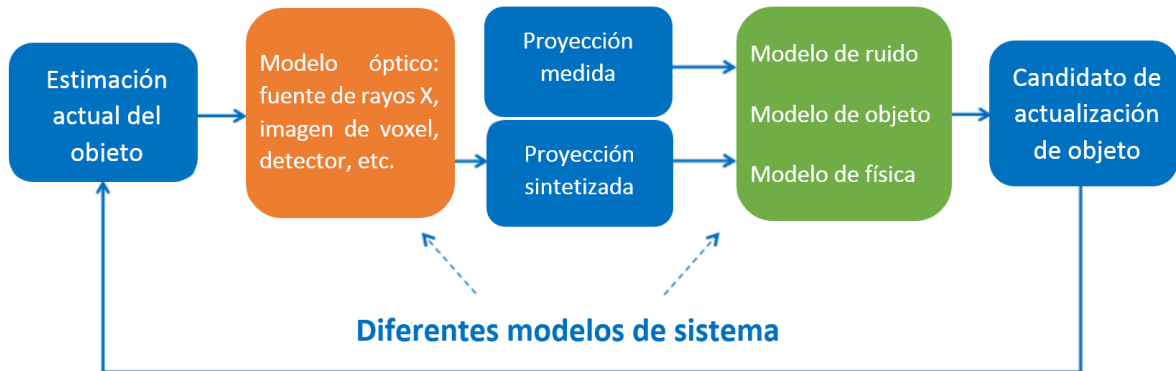 Estimación
actual del
objeto
Modelo óptico:
fuente de rayos X,
imagen de voxel,
detector, etc.
Proyección
medida
Proyección
sintetizada
Modelo de ruido
Modelo de objeto
Modelo de física
Candidato de
actualización
de objeto
Diferentes modelos de sistema